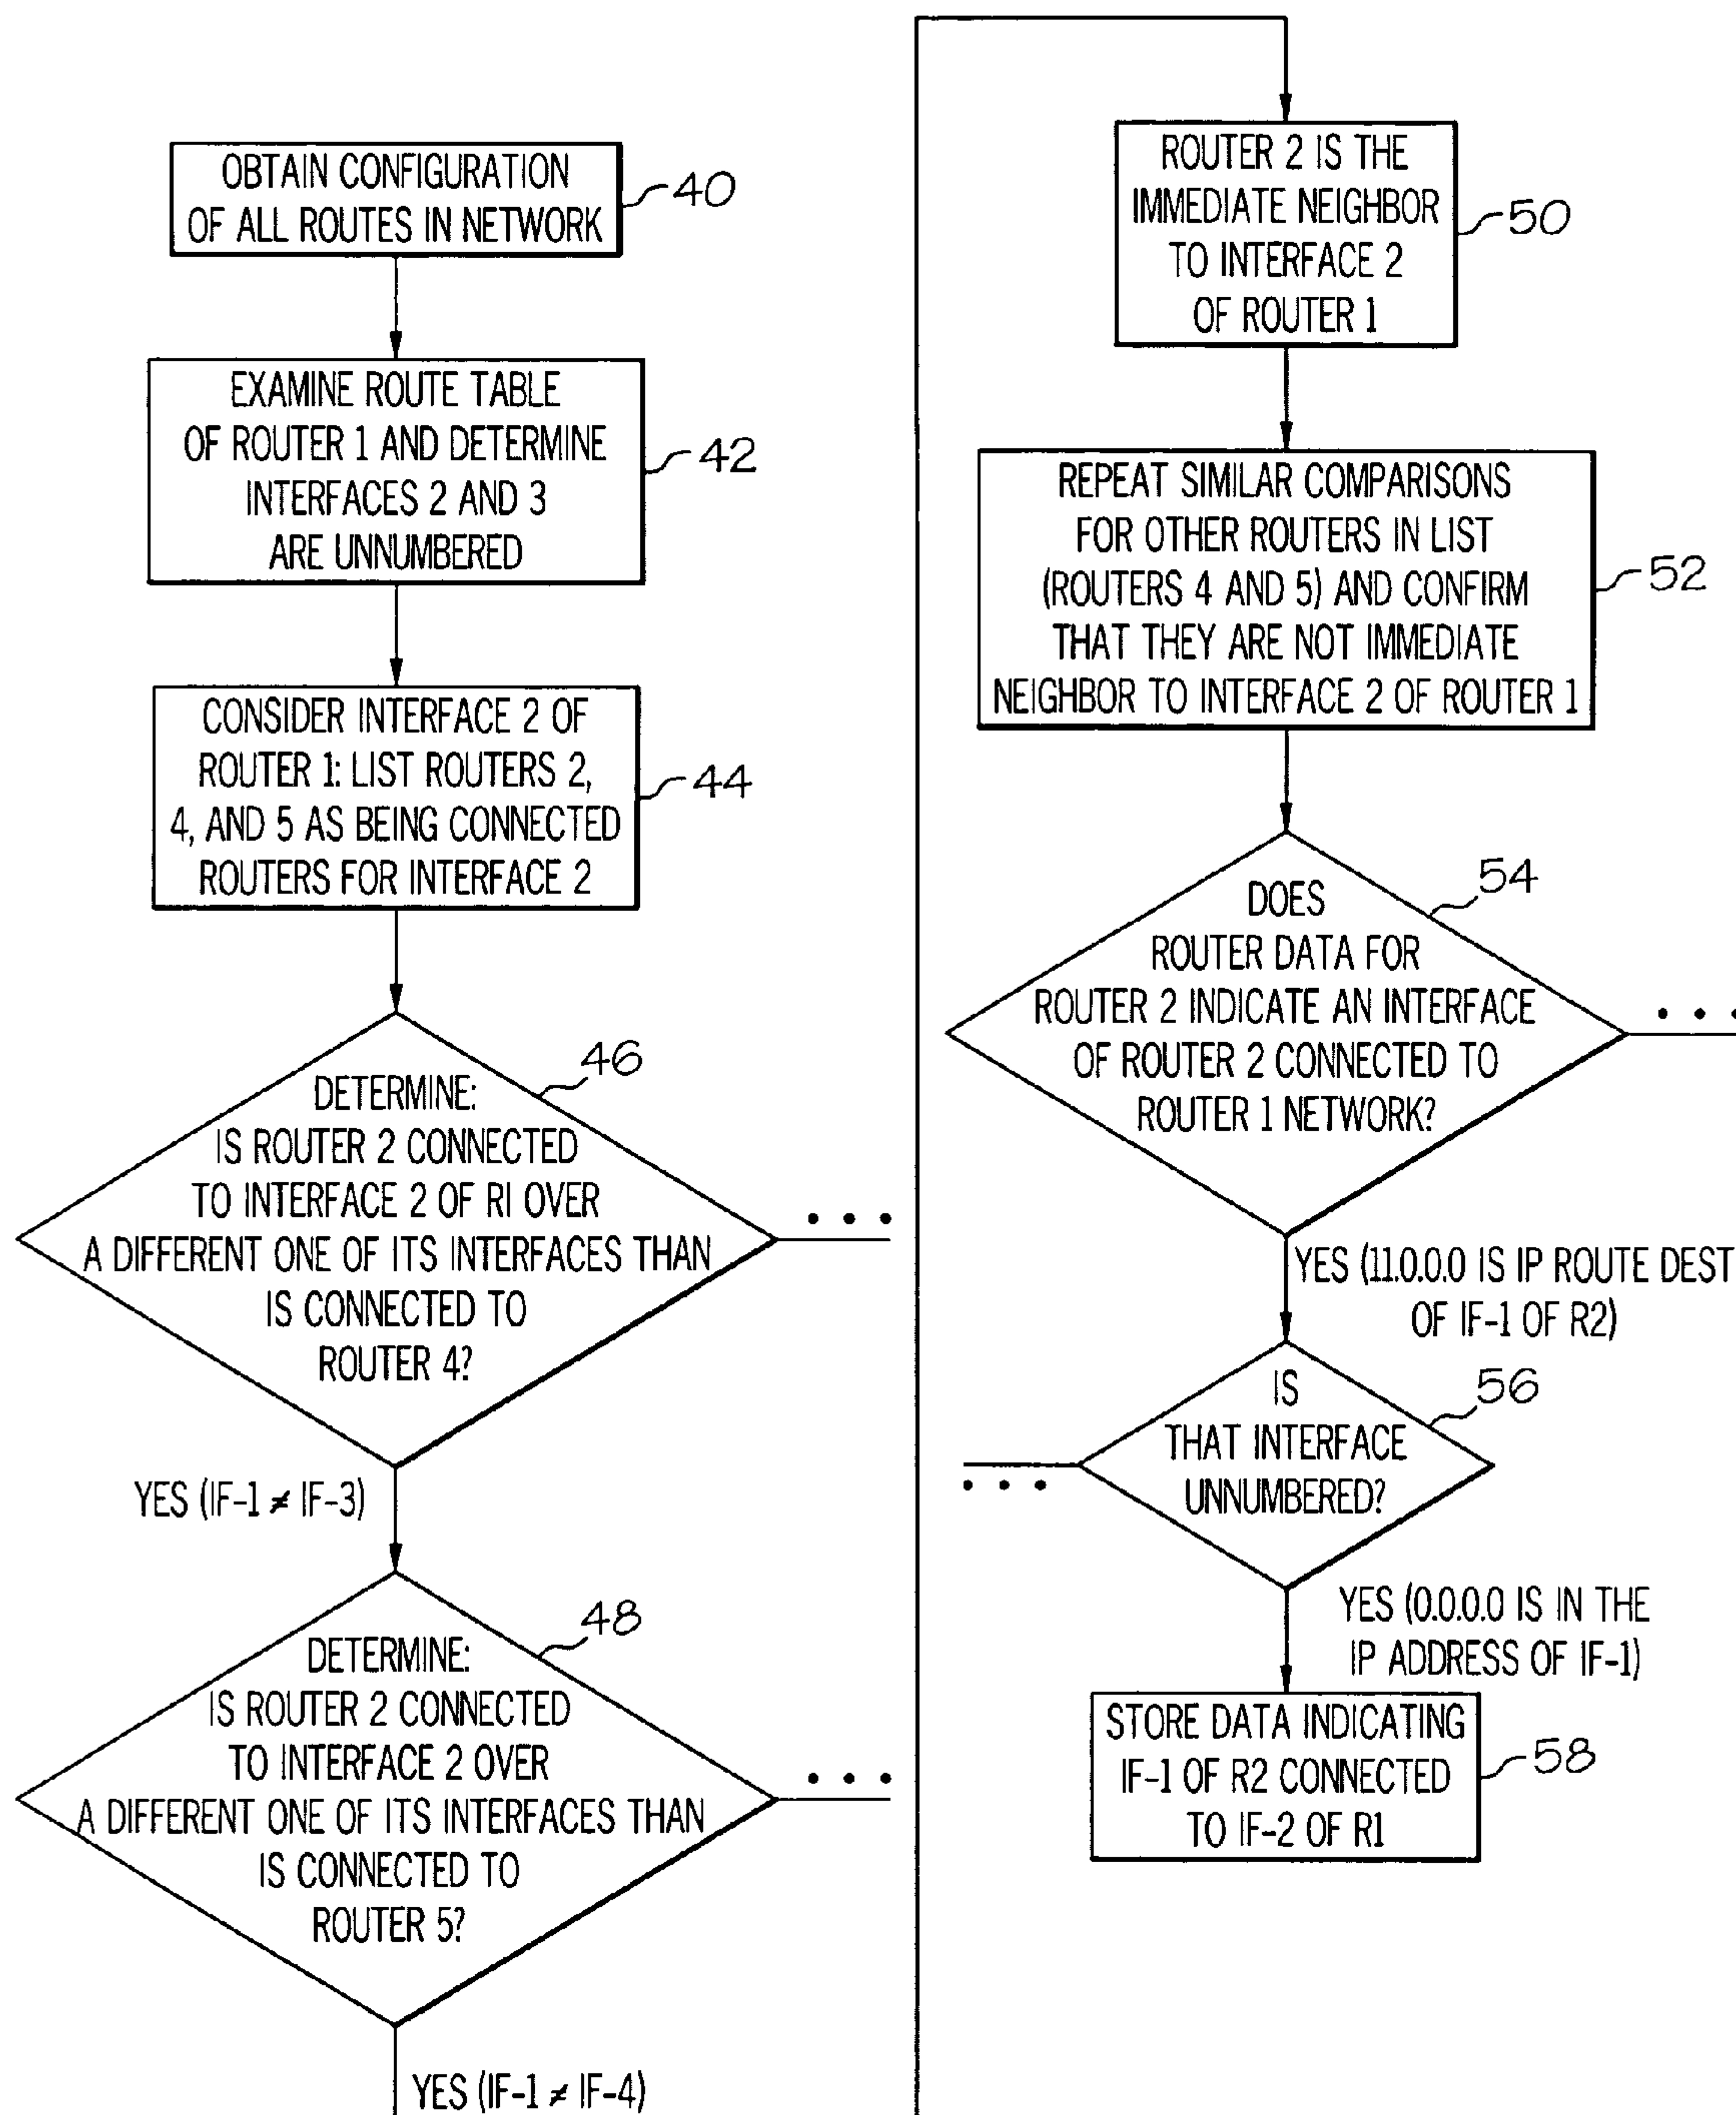 OBTAIN CONFIGURATION
OF ALL ROUTES IN NETWORK
40
EXAMINE ROUTE TABLE
OF ROUTER 1 AND DETERMINE
INTERFACES 2 AND 3
ARE UNNUMBERED
42
CONSIDER INTERFACE 2 OF
ROUTER 1: LIST ROUTERS 2,
4, AND 5 AS BEING CONNECTED
ROUTERS FOR INTERFACE 2
44
DETERMINE:
IS ROUTER 2 CONNECTED
TO INTERFACE 2 OF RI OVER
A DIFFERENT ONE OF ITS INTERFACES THAN
IS CONNECTED TO
ROUTER 4?
46
• • •
YES (IF-1 ≠ IF-3)
DETERMINE:
IS ROUTER 2 CONNECTED
TO INTERFACE 2 OVER
A DIFFERENT ONE OF ITS INTERFACES THAN
IS CONNECTED TO
ROUTER 5?
48
• • •
YES (IF-1 ≠ IF-4)
ROUTER 2 IS THE
IMMEDIATE NEIGHBOR
TO INTERFACE 2
OF ROUTER 1
50
REPEAT SIMILAR COMPARISONS
FOR OTHER ROUTERS IN LIST
(ROUTERS 4 AND 5) AND CONFIRM
THAT THEY ARE NOT IMMEDIATE
NEIGHBOR TO INTERFACE 2 OF ROUTER 1
52
DOES
ROUTER DATA FOR
ROUTER 2 INDICATE AN INTERFACE
OF ROUTER 2 CONNECTED TO
ROUTER 1 NETWORK?
54
• • •
YES (11.0.0.0 IS IP ROUTE DEST
OF IF-1 OF R2)
IS
THAT INTERFACE
UNNUMBERED?
56
• • •
YES (0.0.0.0 IS IN THE
IP ADDRESS OF IF-1)
STORE DATA INDICATING
IF-1 OF R2 CONNECTED
TO IF-2 OF R1
58